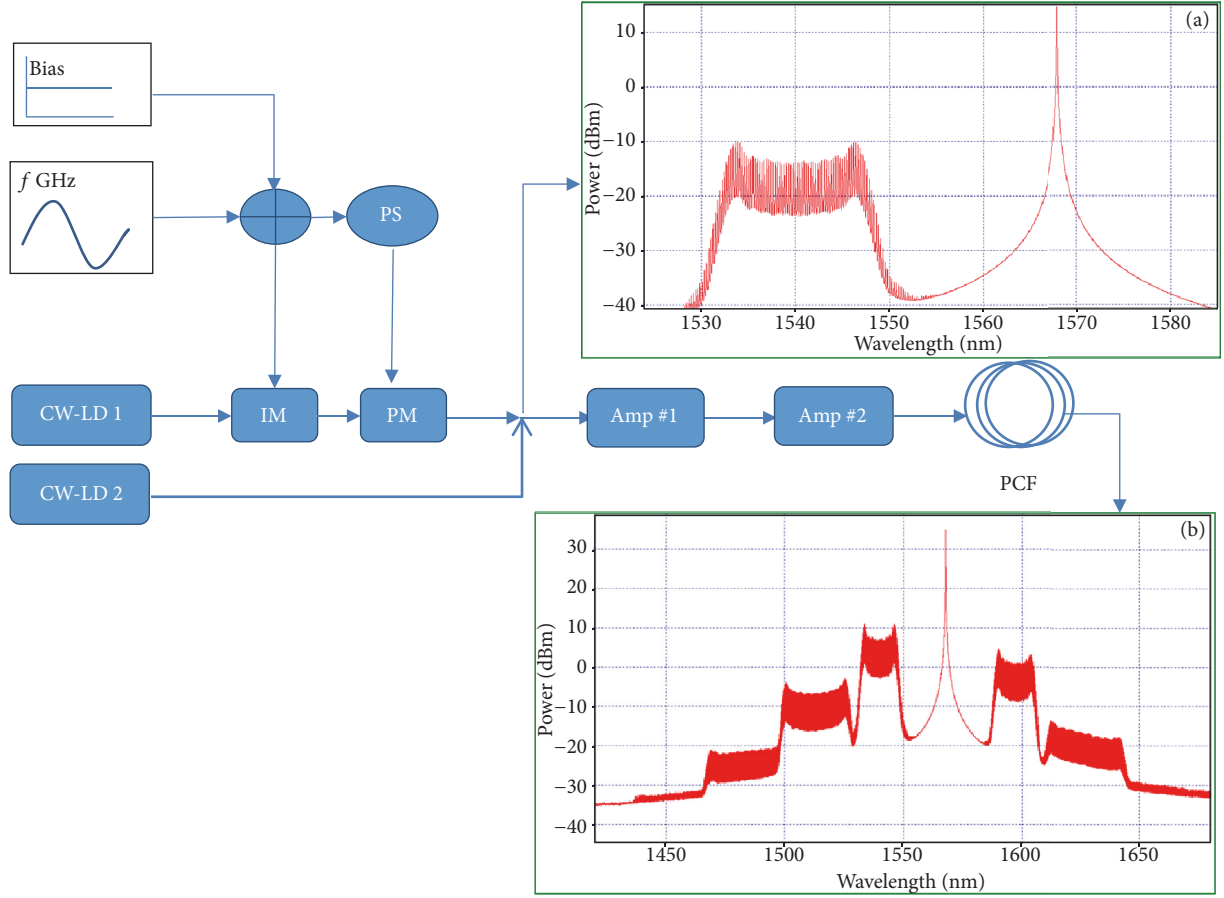 Bias
f GHz
PS
CW-LD 1
IM
PM
Amp #1
Amp #2
CW-LD 2
PCF
(a)
Power (dBm)
10
0
−10
−20
−30
−40
1530 1540 1550 1560 1570 1580
Wavelength (nm)
(b)
Power (dBm)
30
20
10
0
−10
−20
−30
−40
1450 1500 1550 1600 1650
Wavelength (nm)